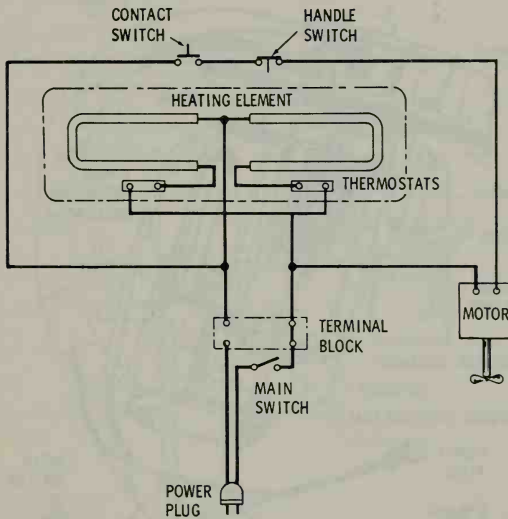 CONTACT
SWITCH
HANDLE
SWITCH
HEATING ELEMENT
THERMOSTATS
MOTOR
TERMINAL
BLOCK
MAIN
SWITCH
POWER
PLUG